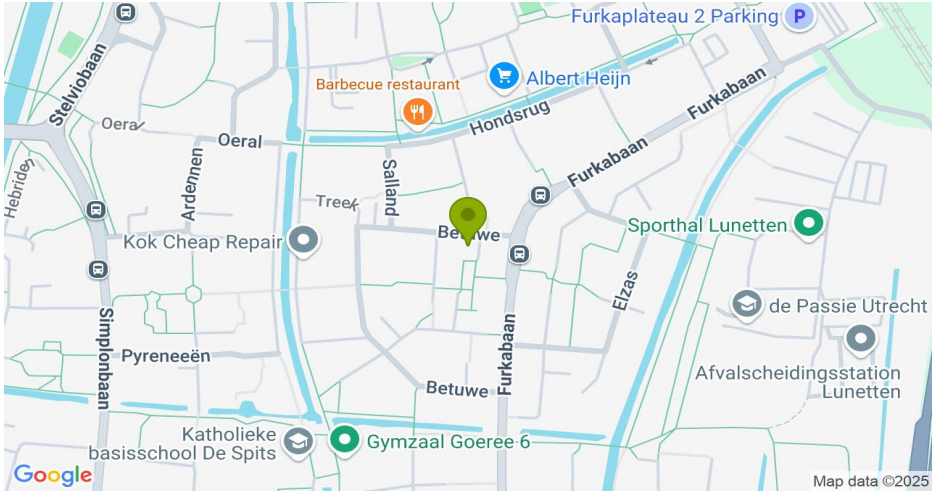 Furkaplateau 2 Parking
P
Stelviobaan
Barbecue restaurant
Albert Heijn
Furkabaan
Oeral
Hondsrug
Oeral
Furkabaan
Hebriden
Ardennen
Salland
Treek
Betuwe
Sporthal Lunetten
Kok Cheap Repair
Elzas
de Passie Utrecht
Simplonbaan
Pyreneeën
Furkabaan
Afvalscheidingsstation
Lunetten
Betuwe
Katholieke
basisschool De Spits
Gymzaal Goeree 6
Google
Map data ©2025